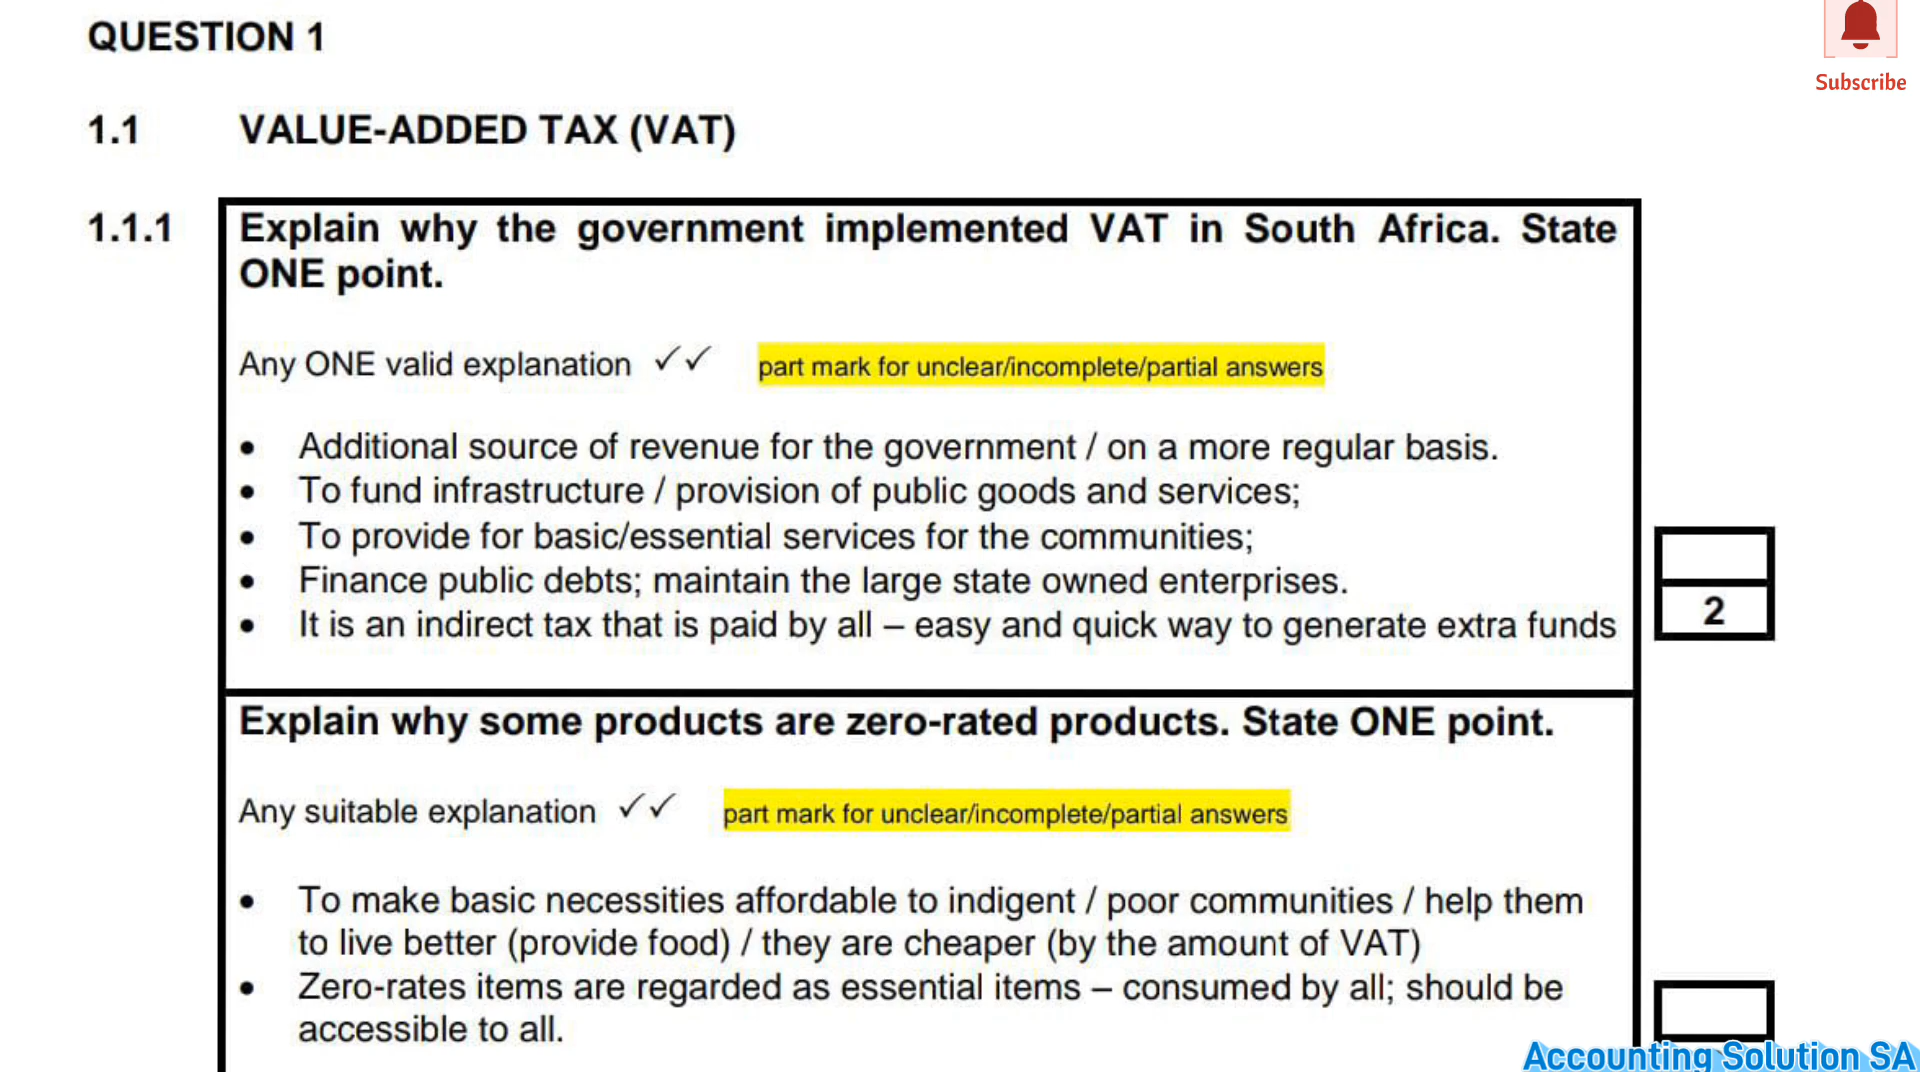 QUESTION 1
Subscribe
1.1 VALUE-ADDED TAX (VAT)
1.1.1 Explain why the government implemented VAT in South Africa. State
ONE point.
Any ONE valid explanation ✓✓ part mark for unclear/incomplete/partial answers
• Additional source of revenue for the government / on a more regular basis.
• To fund infrastructure / provision of public goods and services;
• To provide for basic/essential services for the communities;
• Finance public debts; maintain the large state owned enterprises.
• It is an indirect tax that is paid by all – easy and quick way to generate extra funds
2
Explain why some products are zero-rated products. State ONE point.
Any suitable explanation ✓✓ part mark for unclear/incomplete/partial answers
• To make basic necessities affordable to indigent / poor communities / help them
to live better (provide food) / they are cheaper (by the amount of VAT)
• Zero-rates items are regarded as essential items – consumed by all; should be
accessible to all.
Accounting Solution SA